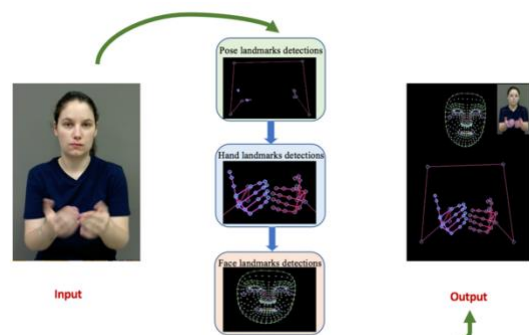 Pose landmarks detections
Hand landmarks detections
Face landmarks detections
Input
Output